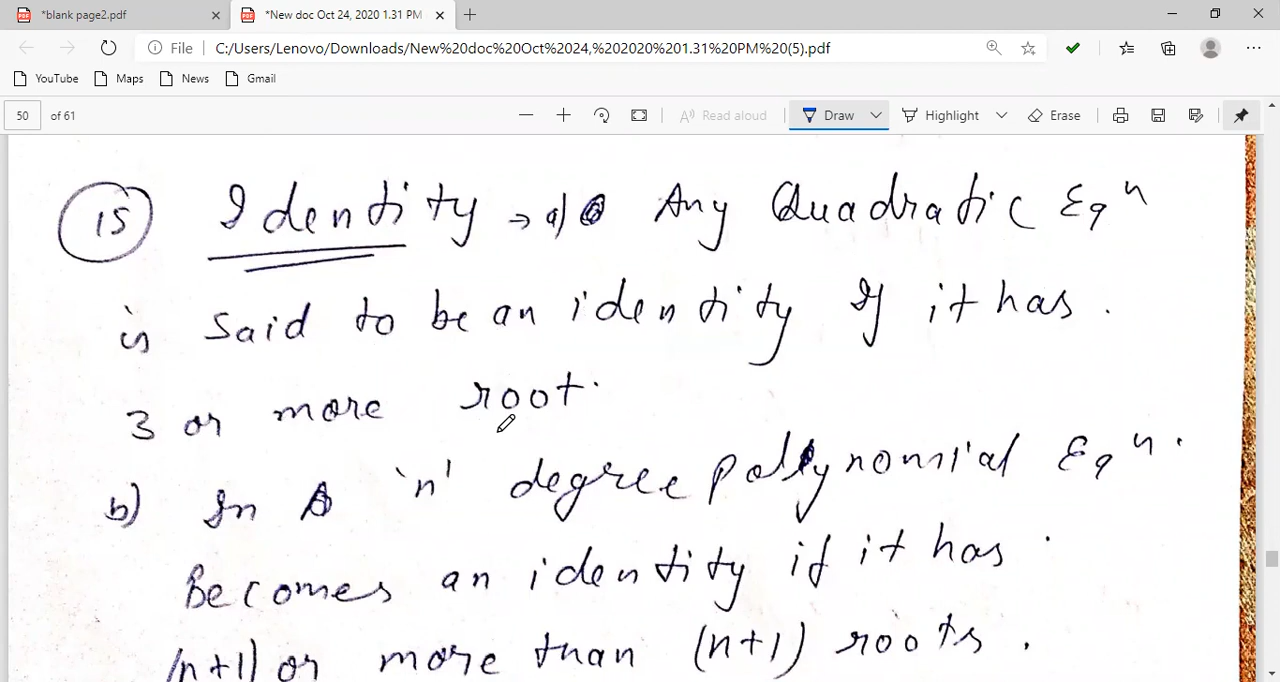 *blank page2.pdf
*New doc Oct 24, 2020 1.31 PM
File
C:/Users/Lenovo/Downloads/New%20doc%20Oct%2024,%202020%201.31%20PM%20(5).pdf
YouTube Maps News Gmail
50 of 61
Read aloud
Draw
Highlight
Erase
15 Identity → a) Any Quadratic Eqⁿ
is said to be an identity If it has.
3 or more root.
b) In 'n' degree polynomial Eqⁿ.
Becomes an identity if it has.
(n+1) or more than (n+1) roots.